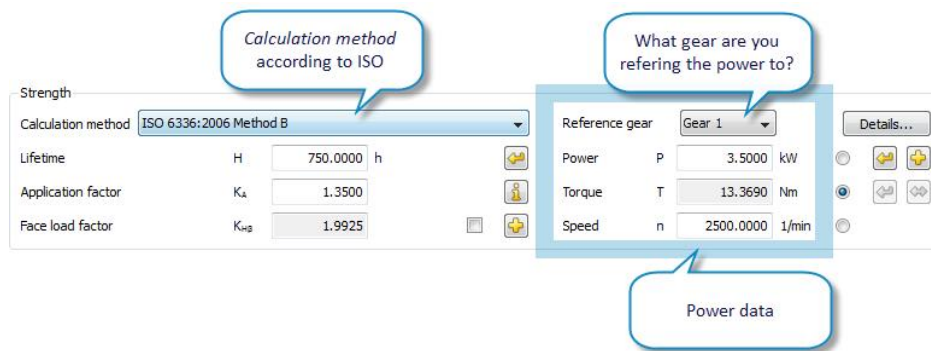 Calculation method
according to ISO
What gear are you
refering the power to?
Strength
Calculation method ISO 6336:2006 Method B
Reference gear Gear 1 Details...
Lifetime H 750.0000 h
Power P 3.5000 kW
Application factor KA 1.3500
Torque T 13.3690 Nm
Face load factor KHβ 1.9925
Speed n 2500.0000 1/min
Power data